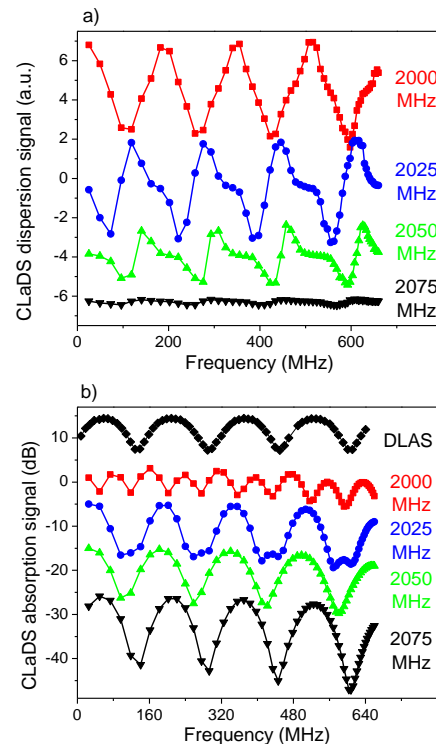 a)
CLaDS dispersion signal (a.u.)
6
4
2
0
-2
-4
-6
2000
MHz
2025
MHz
2050
MHz
2075
MHz
0 200 400 600
Frequency (MHz)
b)
CLaDS absorption signal (dB)
10
0
-10
-20
-30
-40
DLAS
2000
MHz
2025
MHz
2050
MHz
2075
MHz
0 160 320 480 640
Frequency (MHz)